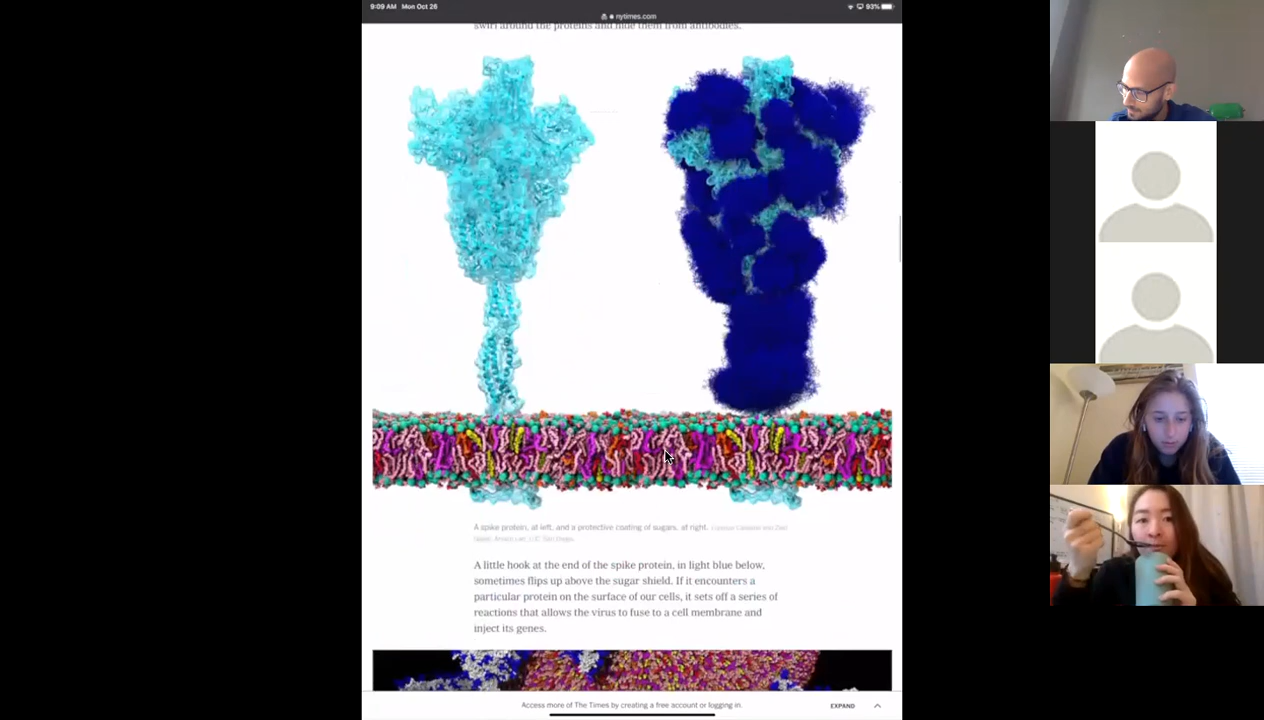 9:09 AM Mon Oct 26
93%
nytimes.com
swirl around the proteins and hide them from antibodies.
A spike protein, at left, and a protective coating of sugars, at right.
A little hook at the end of the spike protein, in light blue below,
sometimes flips up above the sugar shield. If it encounters a
particular protein on the surface of our cells, it sets off a series of
reactions that allows the virus to fuse to a cell membrane and
inject its genes.
Access more of The Times by creating a free account or logging in.
EXPAND